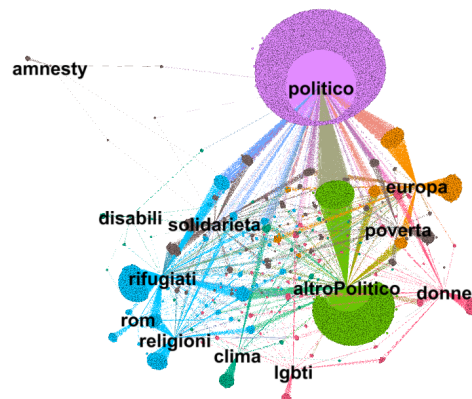 amnesty
politico
europa
disabili
solidarieta
poverta
rifugiati
altroPolitico
donne
rom
religioni
clima
lgbti